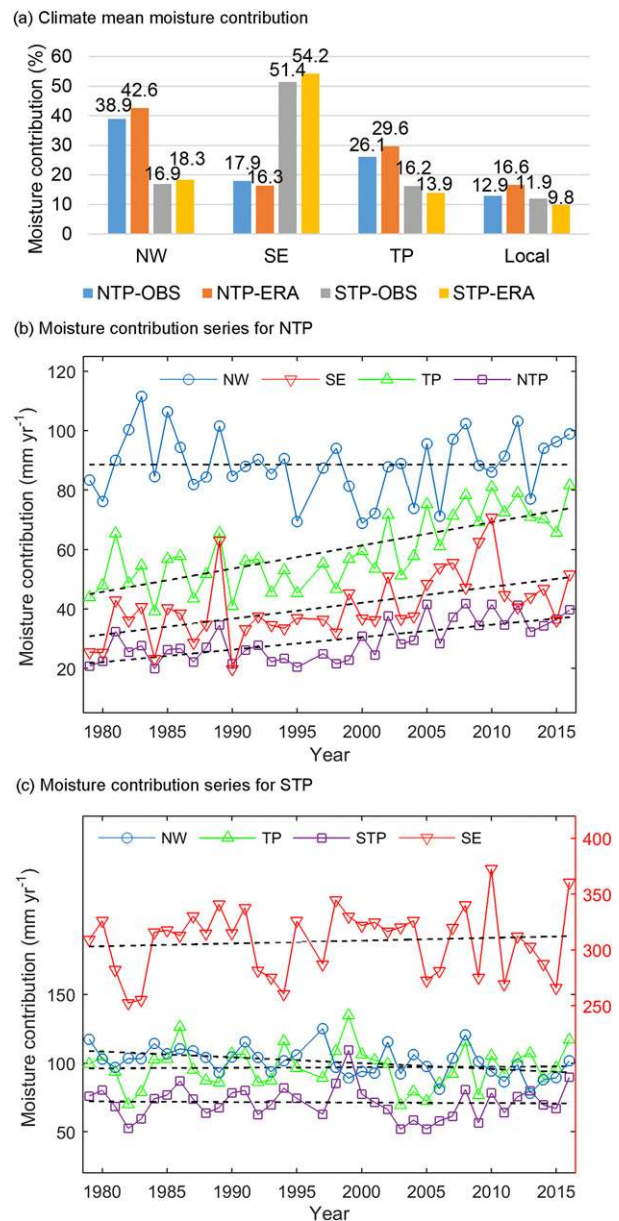 (a) Climate mean moisture contribution
Moisture contribution (%)
60
50
40
30
20
10
0
38.9
42.6
16.9
18.3
17.9
16.3
51.4
54.2
26.1
29.6
16.2
13.9
12.9
16.6
11.9
9.8
NW SE TP Local
NTP-OBS NTP-ERA STP-OBS STP-ERA
(b) Moisture contribution series for NTP
Moisture contribution (mm yr-1)
NW SE TP NTP
120
100
80
60
40
20
1980 1985 1990 1995 2000 2005 2010 2015
Year
(c) Moisture contribution series for STP
Moisture contribution (mm yr-1)
NW TP STP SE
150
100
50
400
350
300
250
1980 1985 1990 1995 2000 2005 2010 2015
Year